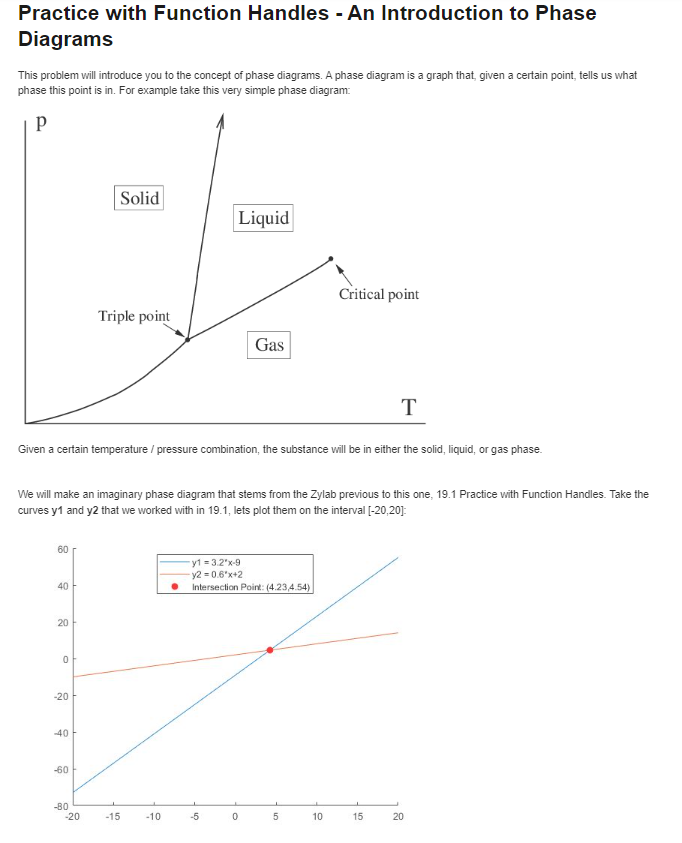 Practice with Function Handles - An Introduction to Phase
Diagrams
This problem will introduce you to the concept of phase diagrams. A phase diagram is a graph that, given a certain point, tells us what
phase this point is in. For example take this very simple phase diagram:
p
Solid
Liquid
Critical point
Triple point
Gas
T
Given a certain temperature / pressure combination, the substance will be in either the solid, liquid, or gas phase.
We will make an imaginary phase diagram that stems from the Zylab previous to this one, 19.1 Practice with Function Handles. Take the
curves y1 and y2 that we worked with in 19.1, lets plot them on the interval [-20,20]:
60
y1 = 3.2*x-9
y2 = 0.6*x+2
Intersection Point: (4.23,4.54)
40
20
0
-20
-40
-60
-80
-20 -15 -10 -5 0 5 10 15 20